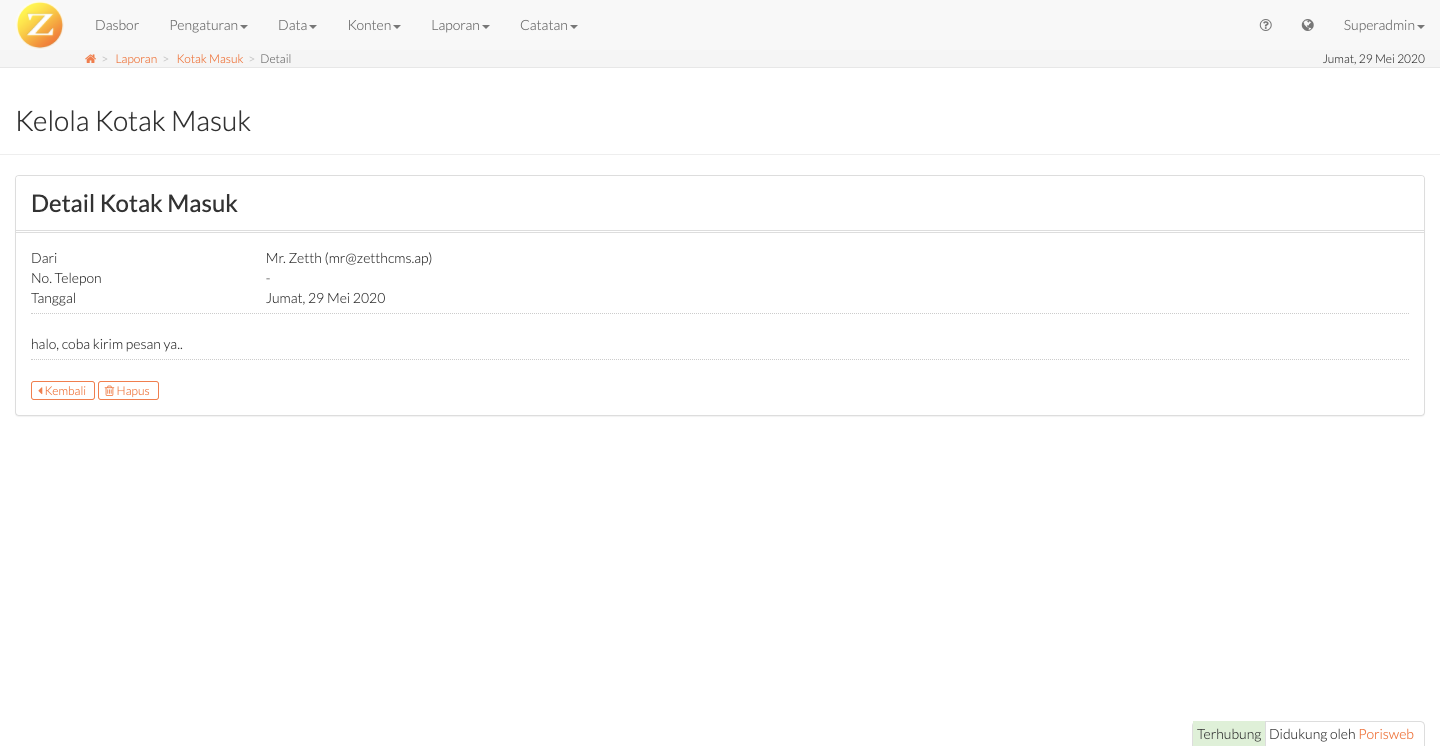 Z Dasbor Pengaturan Data Konten Laporan Catatan Superadmin
> Laporan > Kotak Masuk > Detail Jumat, 29 Mei 2020
Kelola Kotak Masuk
Detail Kotak Masuk
Dari Mr. Zetth (mr@zetthcms.ap)
No. Telepon -
Tanggal Jumat, 29 Mei 2020
halo, coba kirim pesan ya..
Kembali Hapus
Terhubung Didukung oleh Porisweb